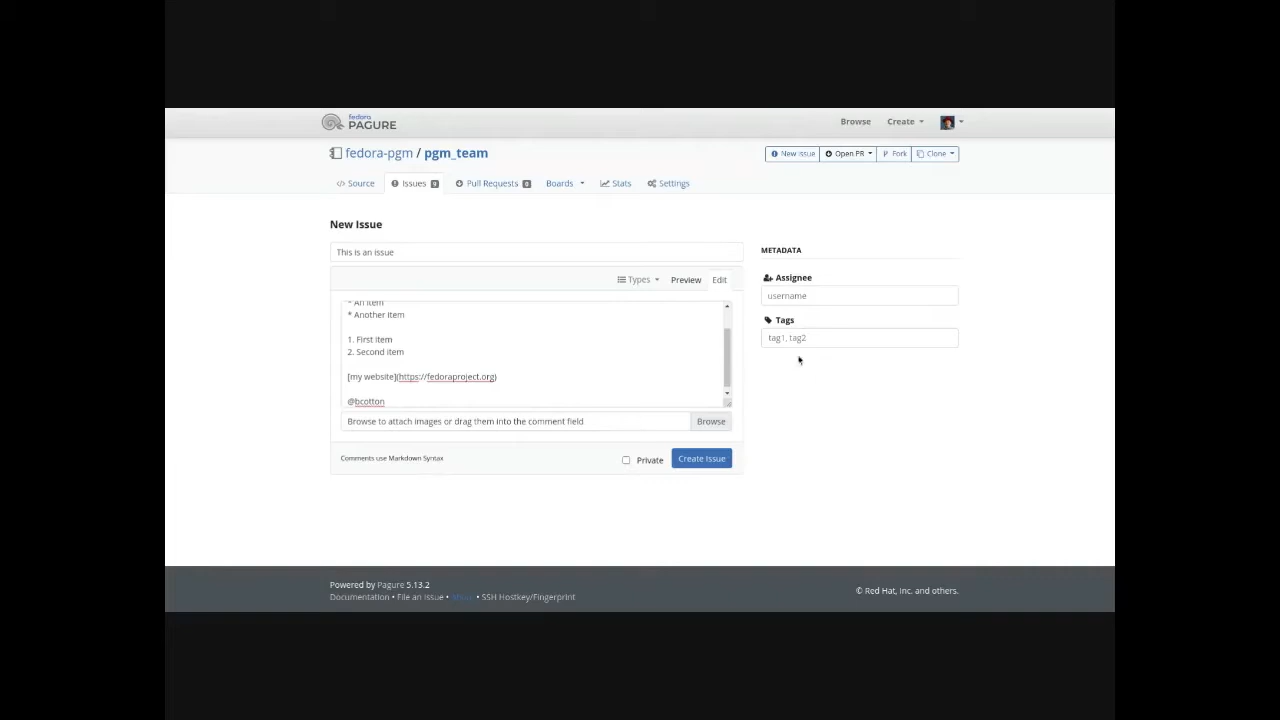 fedora
PAGURE
Browse
Create
fedora-pgm / pgm_team
New Issue
Open PR
Fork
Clone
Source
Issues 9
Pull Requests 0
Boards
Stats
Settings
New Issue
This is an issue
Types
Preview
Edit
* An item
* Another item
1. First item
2. Second item
[my website](https://fedoraproject.org)
@bcotton
Browse to attach images or drag them into the comment field
Browse
Comments use Markdown Syntax
Private
Create Issue
METADATA
Assignee
username
Tags
tag1, tag2
Powered by Pagure 5.13.2
Documentation • File an Issue • About • SSH Hostkey/Fingerprint
© Red Hat, Inc. and others.